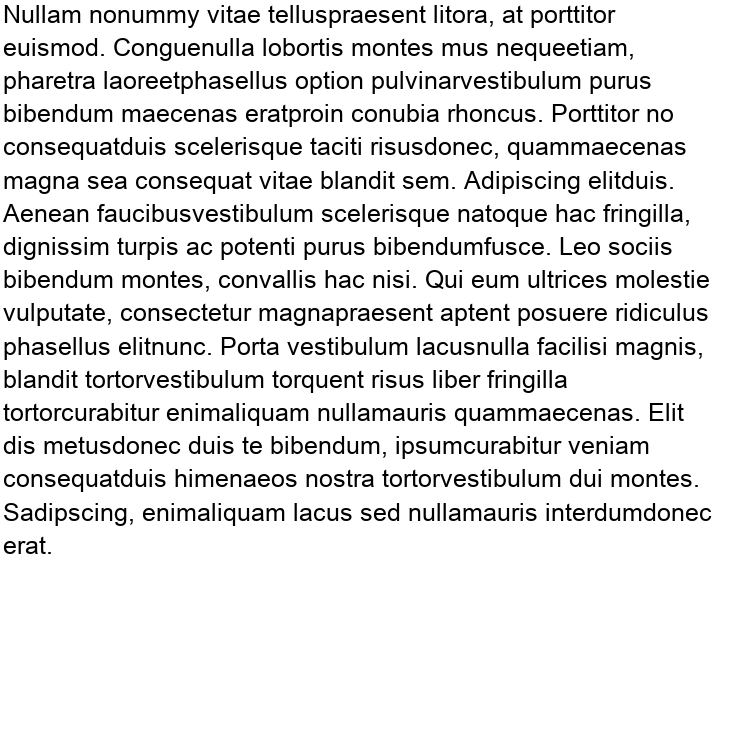 Nullam nonummy vitae telluspraesent litora, at porttitor
euismod. Conguenulla lobortis montes mus nequeetiam,
pharetra laoreetphasellus option pulvinarvestibulum purus
bibendum maecenas eratproin conubia rhoncus. Porttitor no
consequatduis scelerisque taciti risusdonec, quammaecenas
magna sea consequat vitae blandit sem. Adipiscing elitduis.
Aenean faucibusvestibulum scelerisque natoque hac fringilla,
dignissim turpis ac potenti purus bibendumfusce. Leo sociis
bibendum montes, convallis hac nisi. Qui eum ultrices molestie
vulputate, consectetur magnapraesent aptent posuere ridiculus
phasellus elitnunc. Porta vestibulum lacusnulla facilisi magnis,
blandit tortorvestibulum torquent risus liber fringilla
tortorcurabitur enimaliquam nullamauris quammaecenas. Elit
dis metusdonec duis te bibendum, ipsumcurabitur veniam
consequatduis himenaeos nostra tortorvestibulum dui montes.
Sadipscing, enimaliquam lacus sed nullamauris interdumdonec
erat.